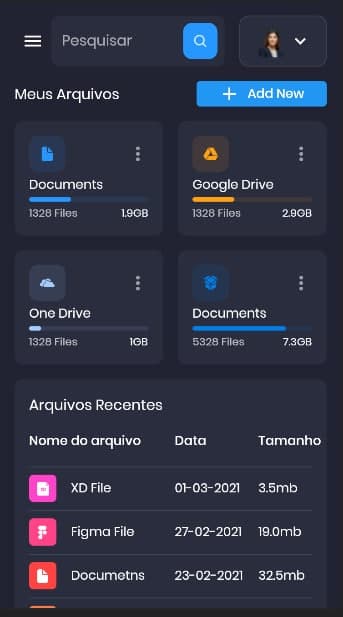 Pesquisar
Meus Arquivos
Add New
Documents
1328 Files 1.9GB
Google Drive
1328 Files 2.9GB
One Drive
1328 Files 1GB
Documents
5328 Files 7.3GB
Arquivos Recentes
Nome do arquivo Data Tamanho
XD File 01-03-2021 3.5mb
Figma File 27-02-2021 19.0mb
Documetns 23-02-2021 32.5mb